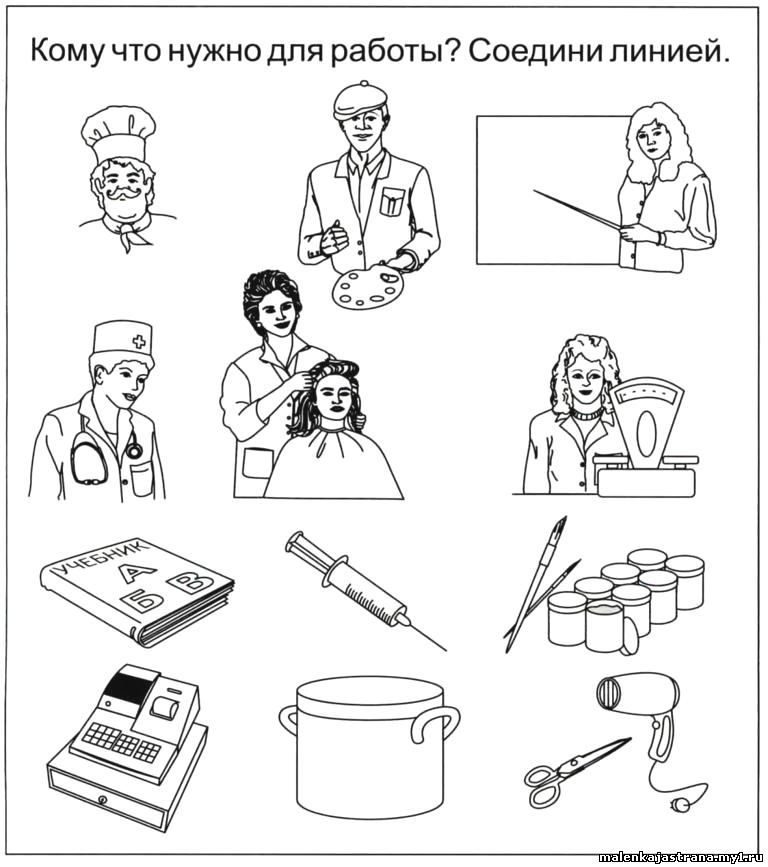 Кому что нужно для работы? Соедини линией.
УЧЕБНИК
А
Б В
malenkajastrana.my1.ru